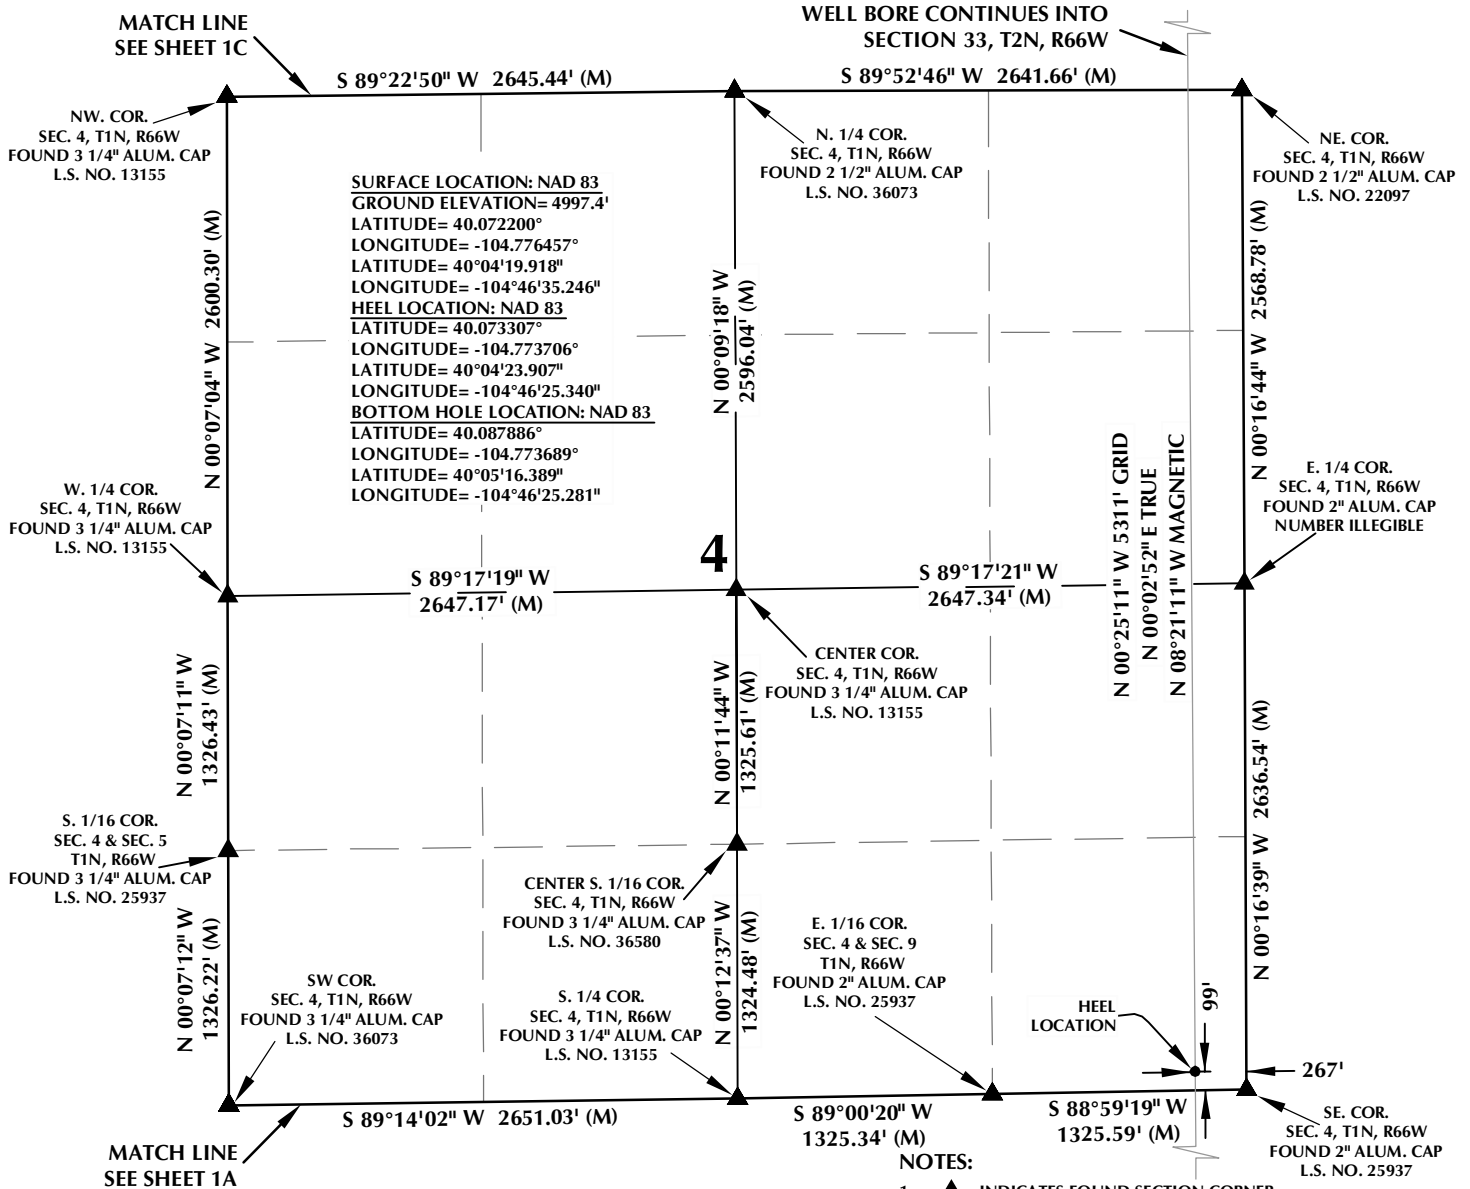 MATCH LINE
SEE SHEET 1C
WELL BORE CONTINUES INTO
SECTION 33, T2N, R66W
S 89°22'50" W 2645.44' (M)
S 89°52'46" W 2641.66' (M)
NW. COR.
SEC. 4, T1N, R66W
FOUND 3 1/4" ALUM. CAP
L.S. NO. 13155
N. 1/4 COR.
SEC. 4, T1N, R66W
FOUND 2 1/2" ALUM. CAP
L.S. NO. 36073
NE. COR.
SEC. 4, T1N, R66W
FOUND 2 1/2" ALUM. CAP
L.S. NO. 22097
SURFACE LOCATION: NAD 83
GROUND ELEVATION= 4997.4'
LATITUDE= 40.072200°
LONGITUDE= -104.776457°
LATITUDE= 40°04'19.918"
LONGITUDE= -104°46'35.246"
HEEL LOCATION: NAD 83
LATITUDE= 40.073307°
LONGITUDE= -104.773706°
LATITUDE= 40°04'23.907"
LONGITUDE= -104°46'25.340"
BOTTOM HOLE LOCATION: NAD 83
LATITUDE= 40.087886°
LONGITUDE= -104.773689°
LATITUDE= 40°05'16.389"
LONGITUDE= -104°46'25.281"
N 00°07'04" W 2600.30' (M)
N 00°09'18" W
2596.04' (M)
N 00°16'44" W 2568.78' (M)
N 00°25'11" W 5311' GRID
N 00°02'52" E TRUE
N 08°21'11" W MAGNETIC
W. 1/4 COR.
SEC. 4, T1N, R66W
FOUND 3 1/4" ALUM. CAP
L.S. NO. 13155
E. 1/4 COR.
SEC. 4, T1N, R66W
FOUND 2" ALUM. CAP
NUMBER ILLEGIBLE
4
S 89°17'19" W
2647.17' (M)
S 89°17'21" W
2647.34' (M)
CENTER COR.
SEC. 4, T1N, R66W
FOUND 3 1/4" ALUM. CAP
L.S. NO. 13155
N 00°07'11" W
1326.43' (M)
N 00°11'44" W
1325.61' (M)
N 00°16'39" W 2636.54' (M)
S. 1/16 COR.
SEC. 4 & SEC. 5
T1N, R66W
FOUND 3 1/4" ALUM. CAP
L.S. NO. 25937
CENTER S. 1/16 COR.
SEC. 4, T1N, R66W
FOUND 3 1/4" ALUM. CAP
L.S. NO. 36580
E. 1/16 COR.
SEC. 4 & SEC. 9
T1N, R66W
FOUND 2" ALUM. CAP
L.S. NO. 25937
N 00°07'12" W
1326.22' (M)
N 00°12'37" W
1324.48' (M)
SW COR.
SEC. 4, T1N, R66W
FOUND 3 1/4" ALUM. CAP
L.S. NO. 36073
S. 1/4 COR.
SEC. 4, T1N, R66W
FOUND 3 1/4" ALUM. CAP
L.S. NO. 13155
HEEL
LOCATION
99'
267'
S 89°14'02" W 2651.03' (M)
S 89°00'20" W
1325.34' (M)
S 88°59'19" W
1325.59' (M)
SE. COR.
SEC. 4, T1N, R66W
FOUND 2" ALUM. CAP
L.S. NO. 25937
MATCH LINE
SEE SHEET 1A
NOTES:
INDICATES FOUND SECTION CORNER